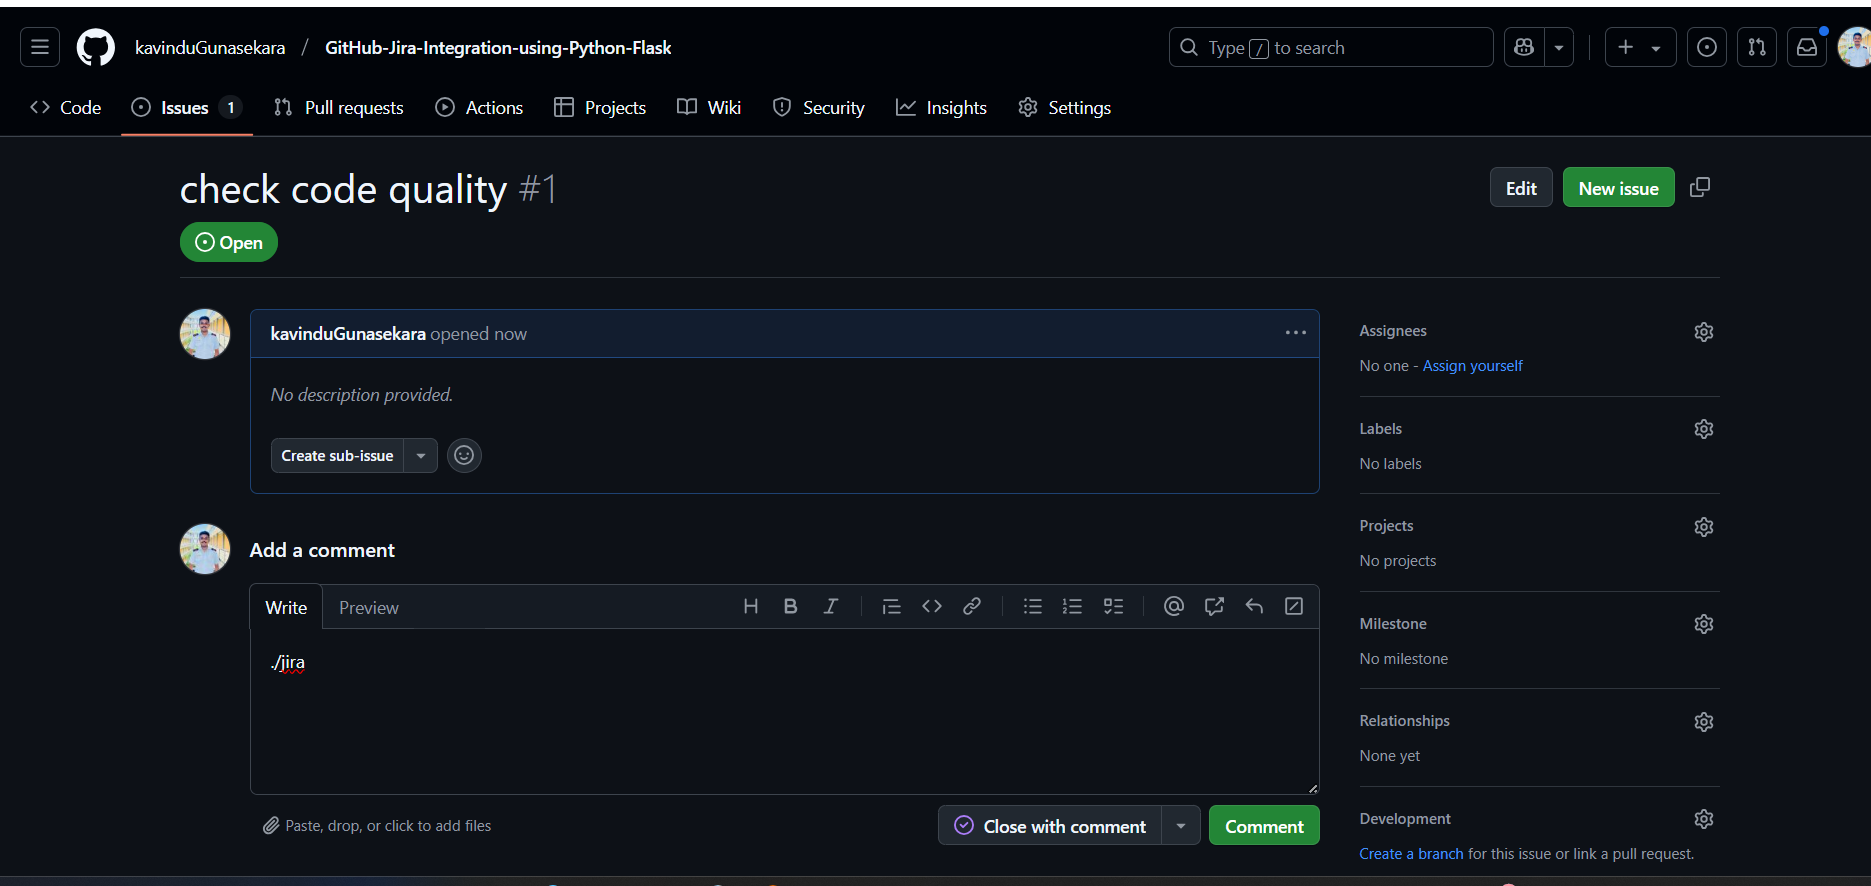 kavinduGunasekara / GitHub-Jira-Integration-using-Python-Flask
Type / to search
Code
Issues 1
Pull requests
Actions
Projects
Wiki
Security
Insights
Settings
check code quality #1
Edit
New issue
Open
kavinduGunasekara opened now
No description provided.
Create sub-issue
Add a comment
Write
Preview
./jira
Paste, drop, or click to add files
Close with comment
Comment
Assignees
No one - Assign yourself
Labels
No labels
Projects
No projects
Milestone
No milestone
Relationships
None yet
Development
Create a branch for this issue or link a pull request.